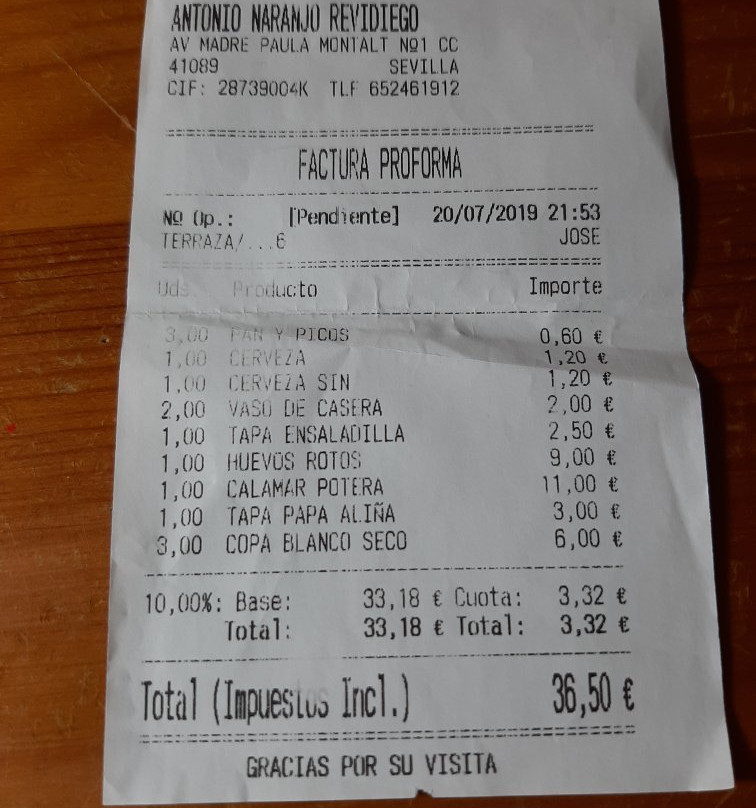 ANTONIO NARANJO REVIDIEGO
AV MADRE PAULA MONTALT Nº1 CC
41089 SEVILLA
CIF: 28739004K TLF 652461912
FACTURA PROFORMA
Nº Op.: [Pendiente] 20/07/2019 21:53
TERRAZA/...6 JOSE
Uds. Producto Importe
3,00 PAN Y PICOS 0,60 €
1,00 CERVEZA 1,20 €
1,00 CERVEZA SIN 1,20 €
2,00 VASO DE CASERA 2,00 €
1,00 TAPA ENSALADILLA 2,50 €
1,00 HUEVOS ROTOS 9,00 €
1,00 CALAMAR POTERA 11,00 €
1,00 TAPA PAPA ALIÑA 3,00 €
3,00 COPA BLANCO SECO 6,00 €
10,00%: Base: 33,18 € Cuota: 3,32 €
Total: 33,18 € Total: 3,32 €
Total (Impuestos Incl.) 36,50 €
GRACIAS POR SU VISITA